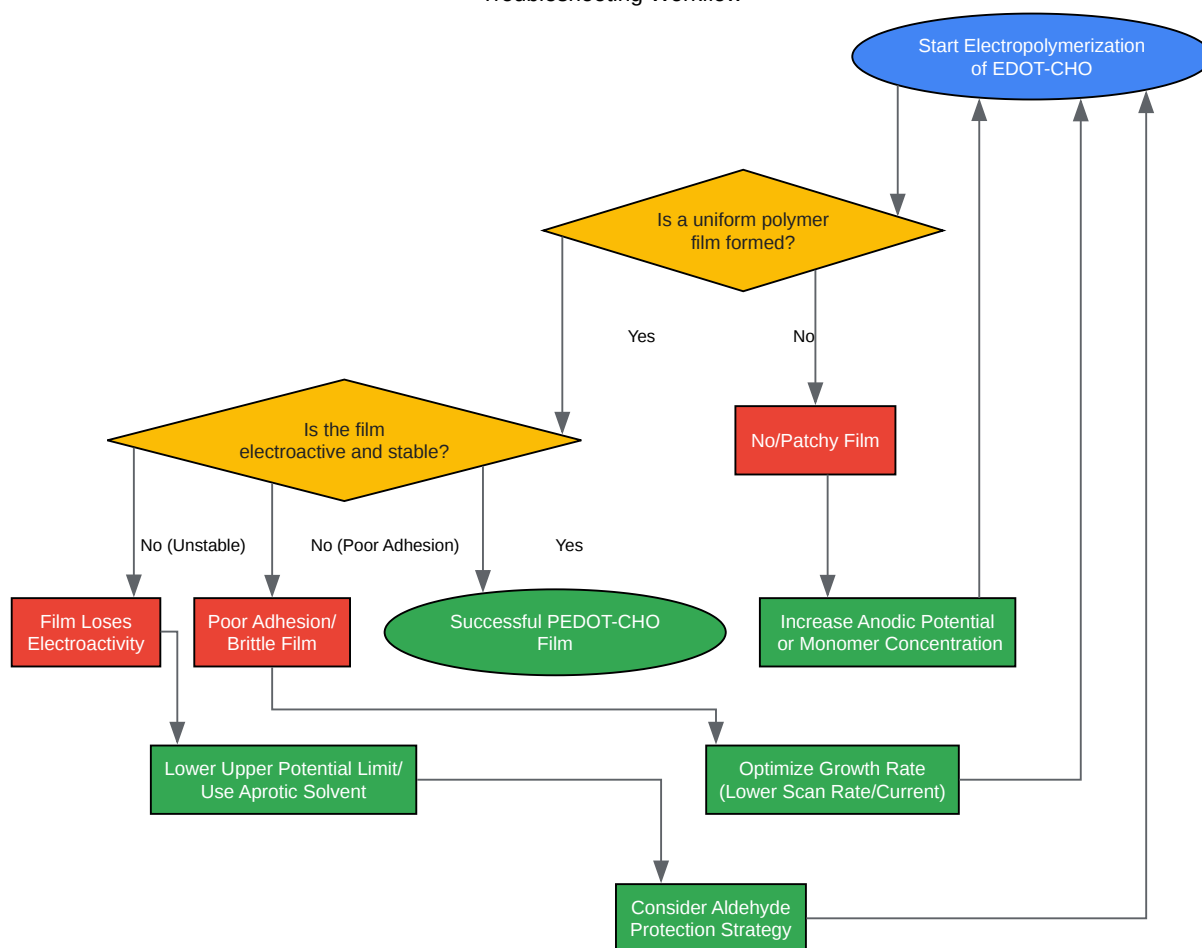 Troubleshooting Workflow
Start Electropolymerization
of EDOT-CHO
Is a uniform polymer
film formed?
Yes
No
Is the film
electroactive and stable?
No/Patchy Film
No (Unstable)
No (Poor Adhesion)
Yes
Film Loses
Electroactivity
Poor Adhesion/
Brittle Film
Successful PEDOT-CHO
Film
Increase Anodic Potential
or Monomer Concentration
Lower Upper Potential Limit/
Use Aprotic Solvent
Optimize Growth Rate
(Lower Scan Rate/Current)
Consider Aldehyde
Protection Strategy